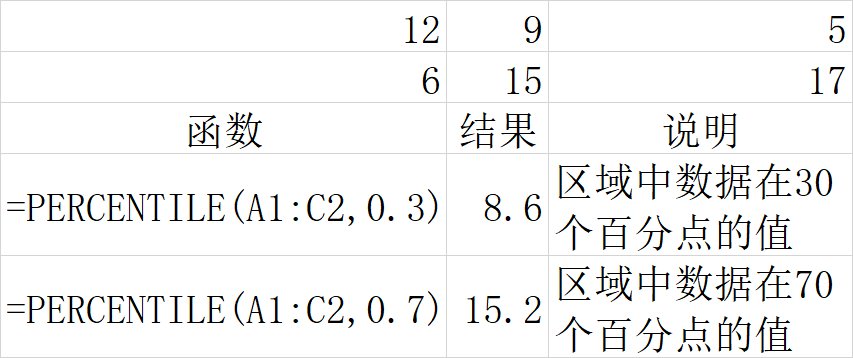 12 9 5
6 15 17
函数 结果 说明
=PERCENTILE(A1:C2,0.3) 8.6 区域中数据在30
个百分点的值
=PERCENTILE(A1:C2,0.7) 15.2 区域中数据在70
个百分点的值